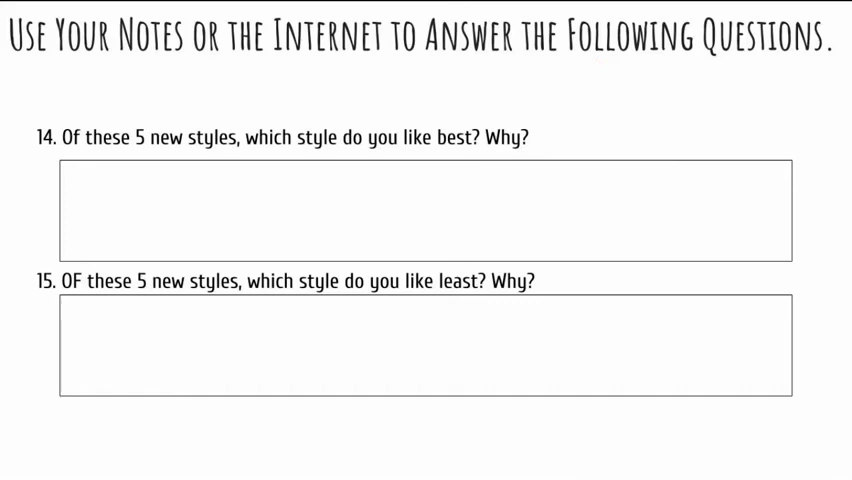 Use Your Notes or the Internet to Answer the Following Questions.
14. Of these 5 new styles, which style do you like best? Why?
15. OF these 5 new styles, which style do you like least? Why?